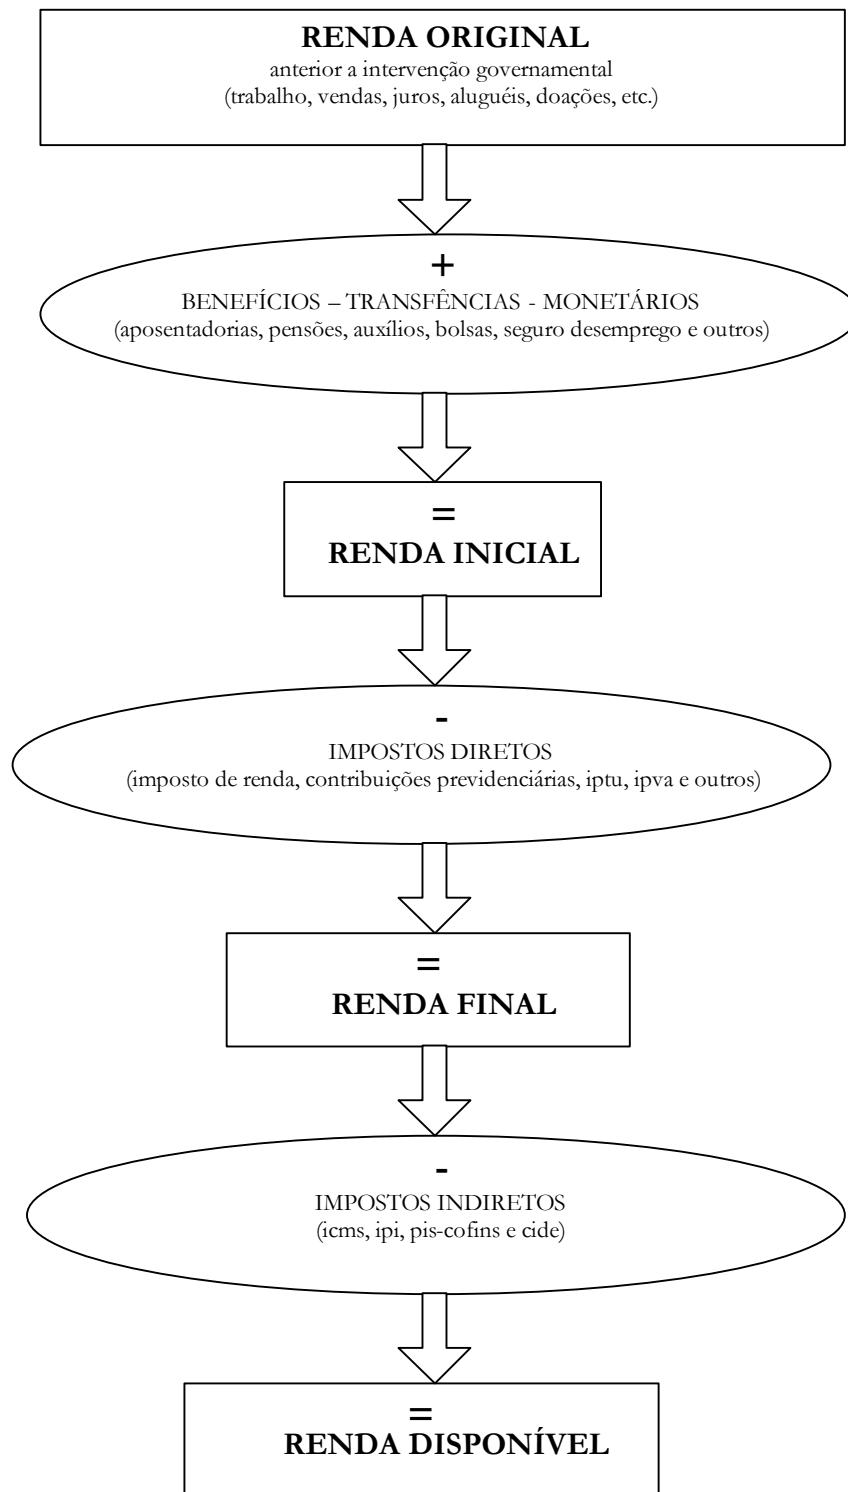 RENDA ORIGINAL
anterior a intervenção governamental
(trabalho, vendas, juros, aluguéis, doações, etc.)
+
BENEFÍCIOS – TRANSFÊNCIAS - MONETÁRIOS
(aposentadorias, pensões, auxílios, bolsas, seguro desemprego e outros)
=
RENDA INICIAL
-
IMPOSTOS DIRETOS
(imposto de renda, contribuições previdenciárias, iptu, ipva e outros)
=
RENDA FINAL
-
IMPOSTOS INDIRETOS
(icms, ipi, pis-cofins e cide)
=
RENDA DISPONÍVEL